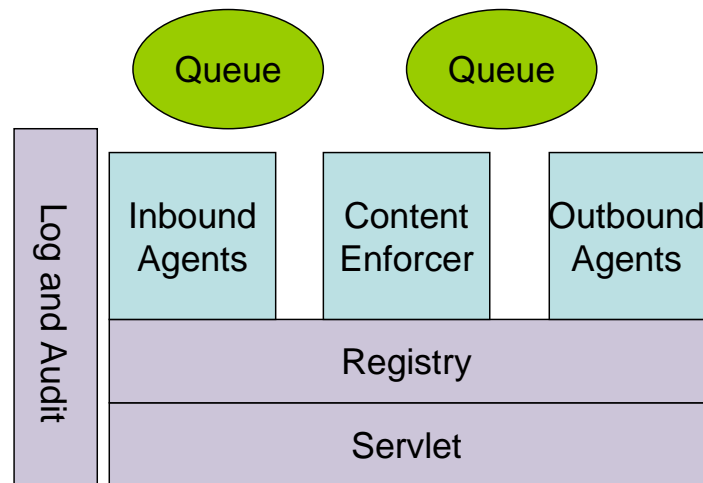 Queue
Queue
Log and Audit
Inbound
Agents
Content
Enforcer
Outbound
Agents
Registry
Servlet